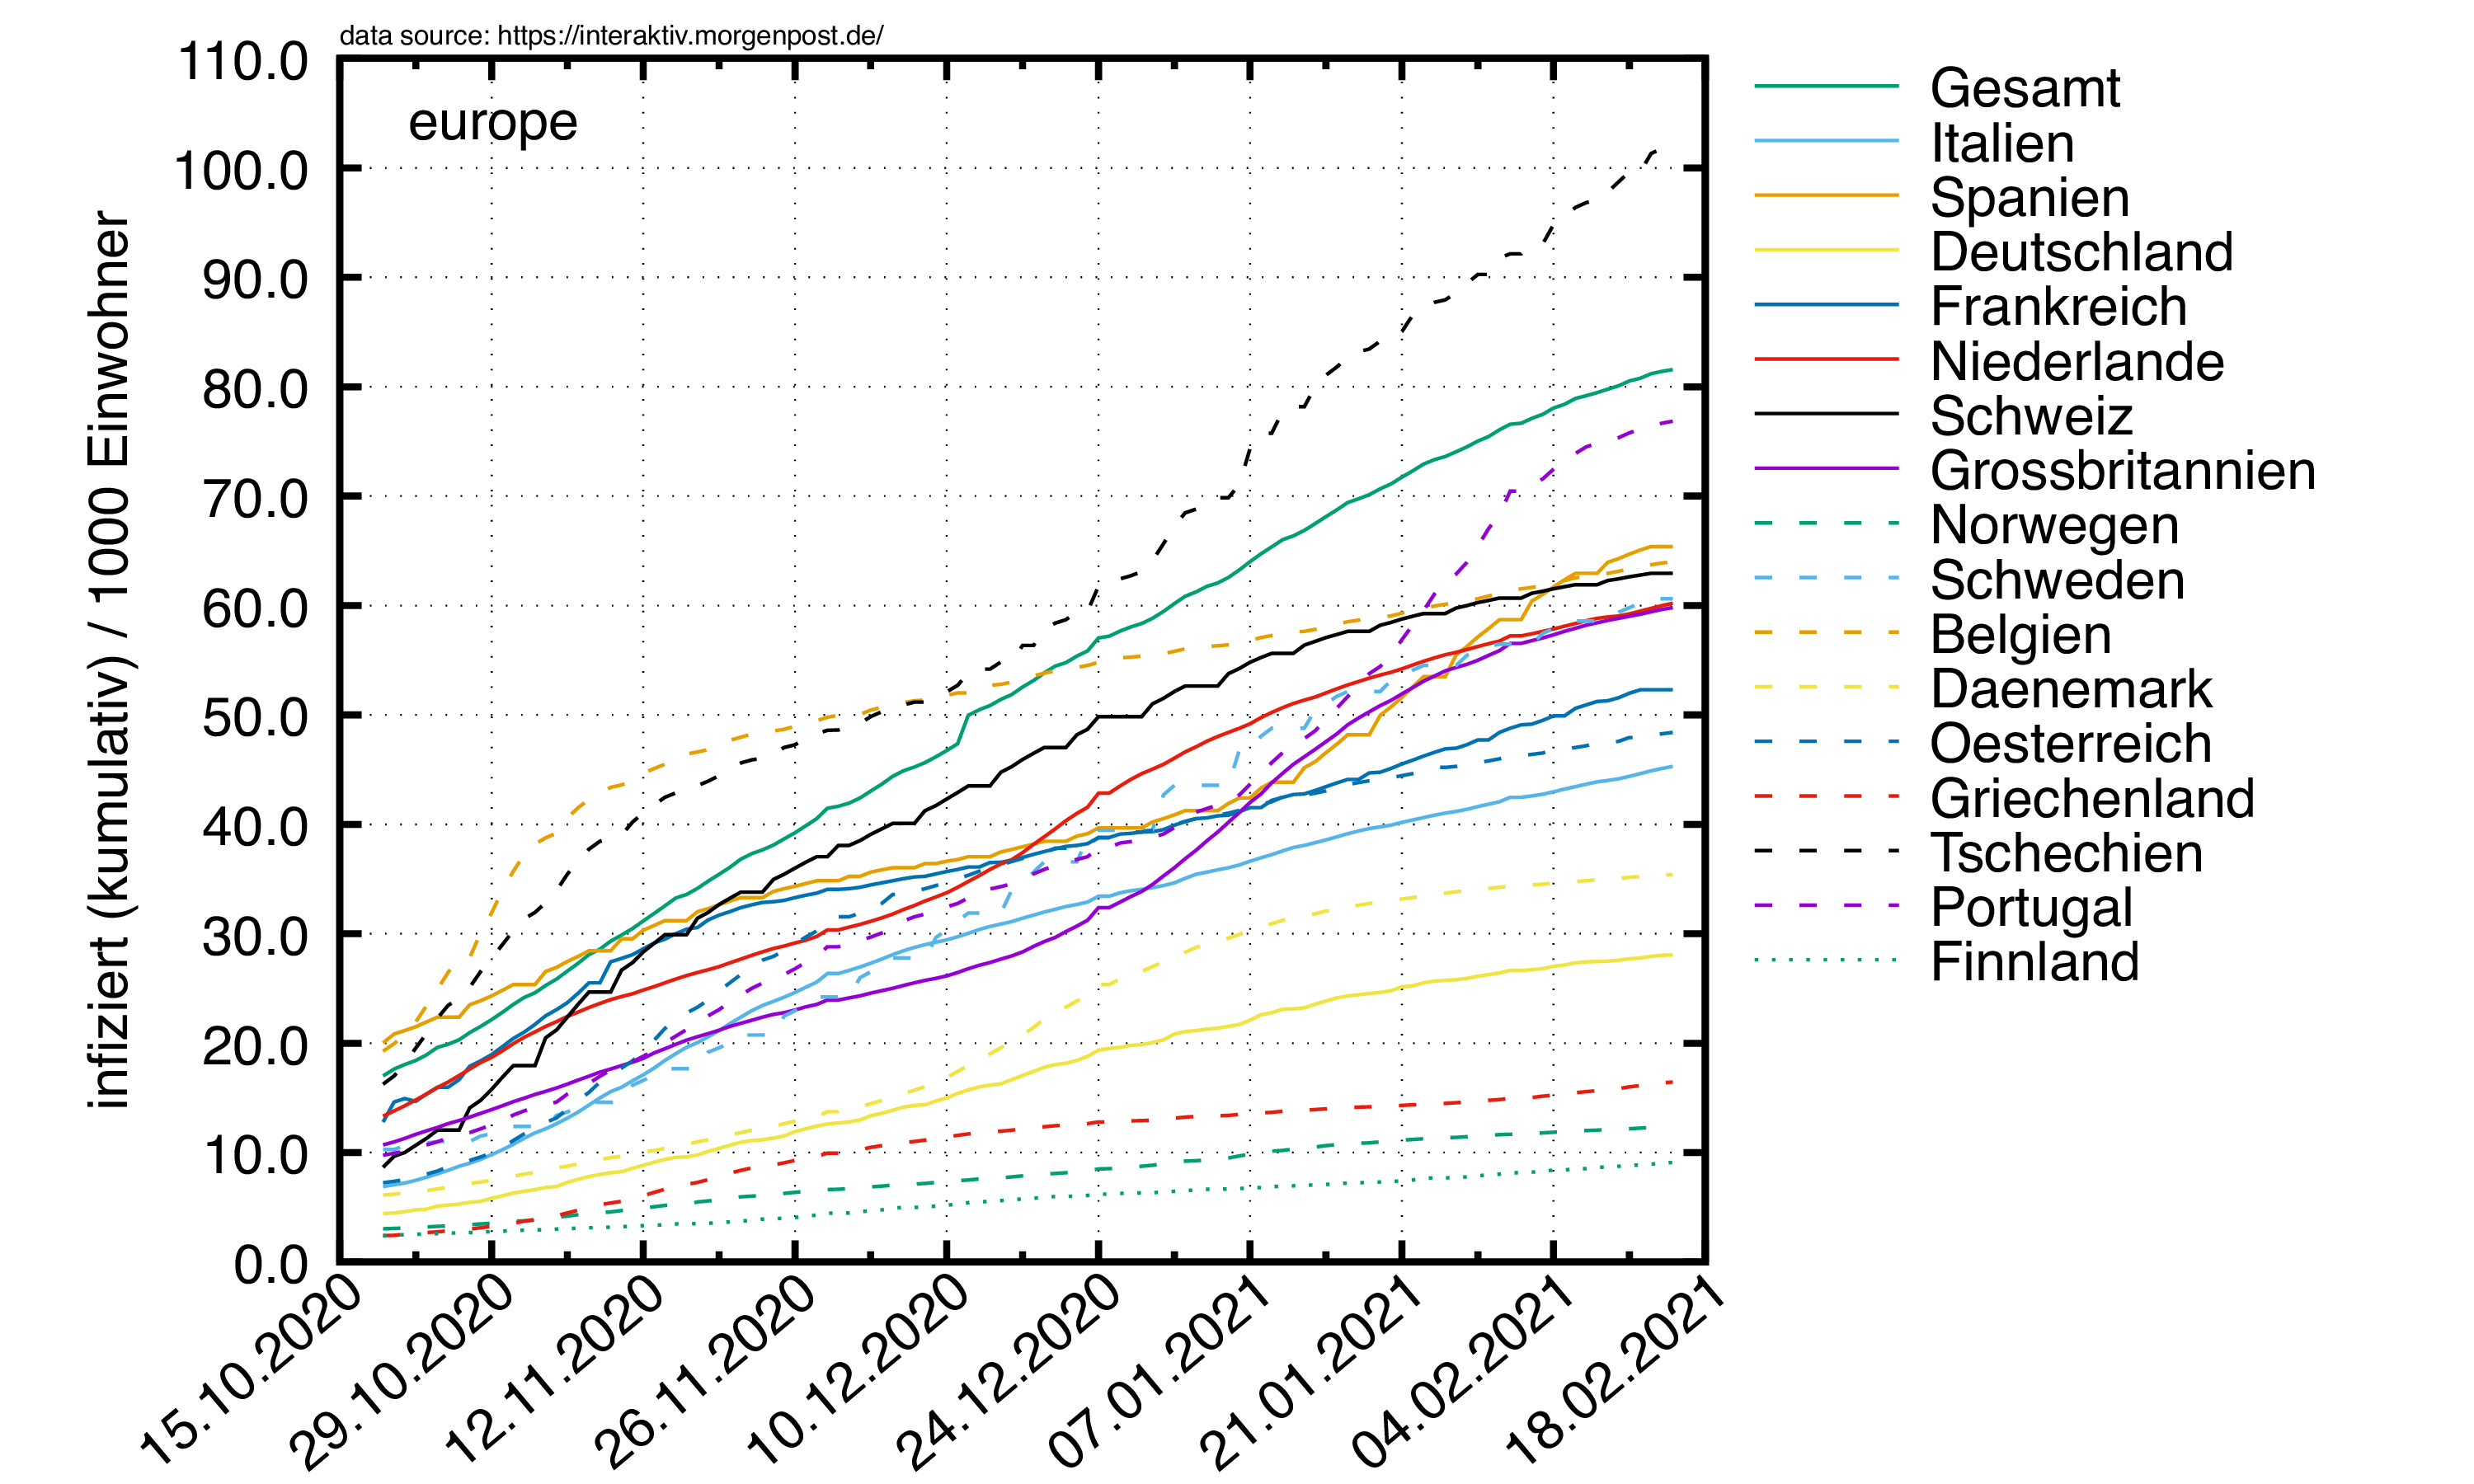 data source: https://interaktiv.morgenpost.de/
europe
infiziert (kumulativ) / 1000 Einwohner
110.0
100.0
90.0
80.0
70.0
60.0
50.0
40.0
30.0
20.0
10.0
0.0
15.10.2020
29.10.2020
12.11.2020
26.11.2020
10.12.2020
24.12.2020
07.01.2021
21.01.2021
04.02.2021
18.02.2021
Gesamt
Italien
Spanien
Deutschland
Frankreich
Niederlande
Schweiz
Grossbritannien
Norwegen
Schweden
Belgien
Daenemark
Oesterreich
Griechenland
Tschechien
Portugal
Finnland